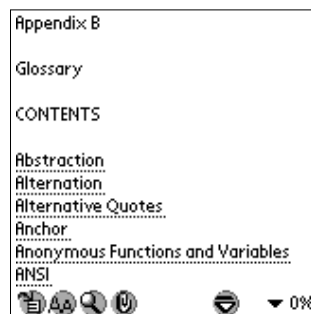 Appendix B
Glossary
CONTENTS
Abstraction
Alternation
Alternative Quotes
Anchor
Anonymous Functions and Variables
ANSI
0%